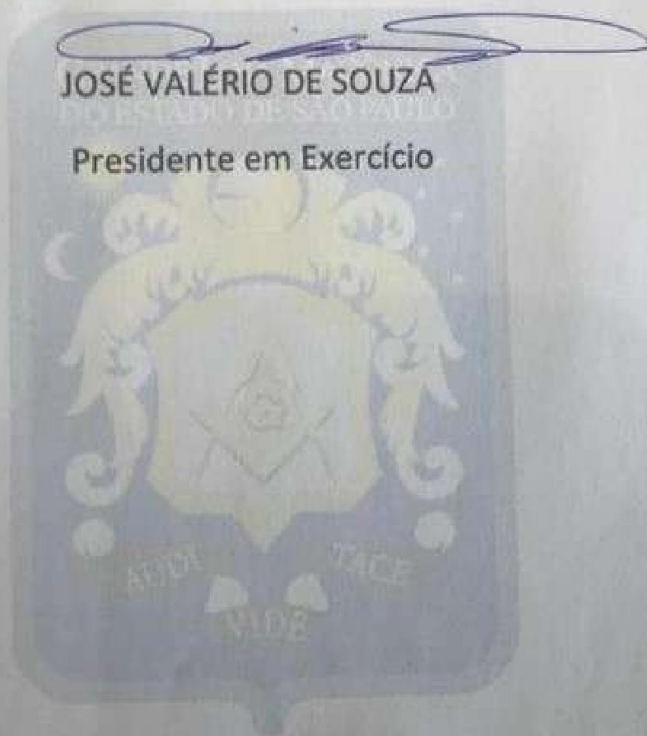 JOSÉ VALÉRIO DE SOUZA
DO ESTADO DE SÃO PAULO
Presidente em Exercício
AUDI TACE
VIDE